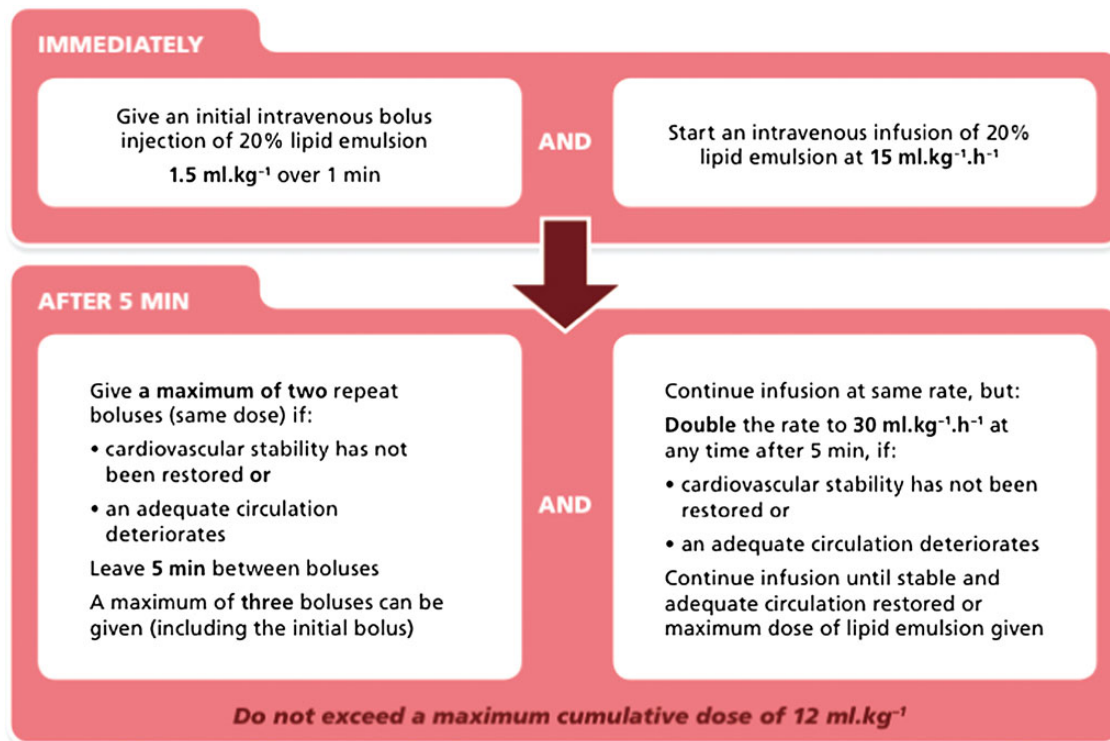 IMMEDIATELY
Give an initial intravenous bolus
injection of 20% lipid emulsion
1.5 ml.kg⁻¹ over 1 min
AND
Start an intravenous infusion of 20%
lipid emulsion at 15 ml.kg⁻¹.h⁻¹
AFTER 5 MIN
Give a maximum of two repeat
boluses (same dose) if:
• cardiovascular stability has not
been restored or
• an adequate circulation
deteriorates
Leave 5 min between boluses
A maximum of three boluses can be
given (including the initial bolus)
AND
Continue infusion at same rate, but:
Double the rate to 30 ml.kg⁻¹.h⁻¹ at
any time after 5 min, if:
• cardiovascular stability has not been
restored or
• an adequate circulation deteriorates
Continue infusion until stable and
adequate circulation restored or
maximum dose of lipid emulsion given
Do not exceed a maximum cumulative dose of 12 ml.kg⁻¹